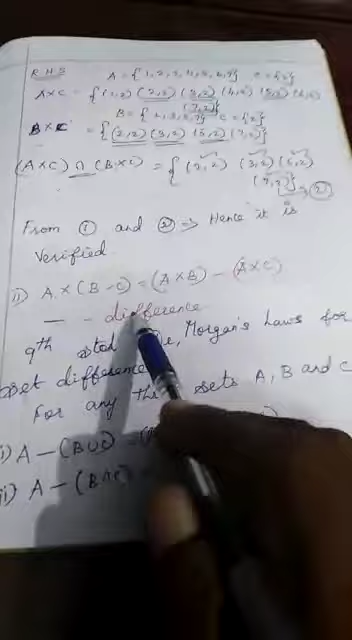 R.H.S A = {1,2,3,4,5,6,7} C = {2}
A×C = {(1,2) (2,2) (3,2) (4,2) (5,2) (6,2)
(7,2)}
B = {2,3,5,7} C = {2}
B×C = {(2,2) (3,2) (5,2) (7,2)}
(A×C) ∩ (B×C) = { (2,2) (3,2) (5,2)
(7,2)} → ②
From ① and ② ⇒ Hence it is
Verified.
ii) A×(B-C) = (A×B) - (A×C)
— - difference
9th std Morgan's Laws for
set difference
For any sets A, B and C
i) A - (B∪C) =
ii) A - (B∩C)